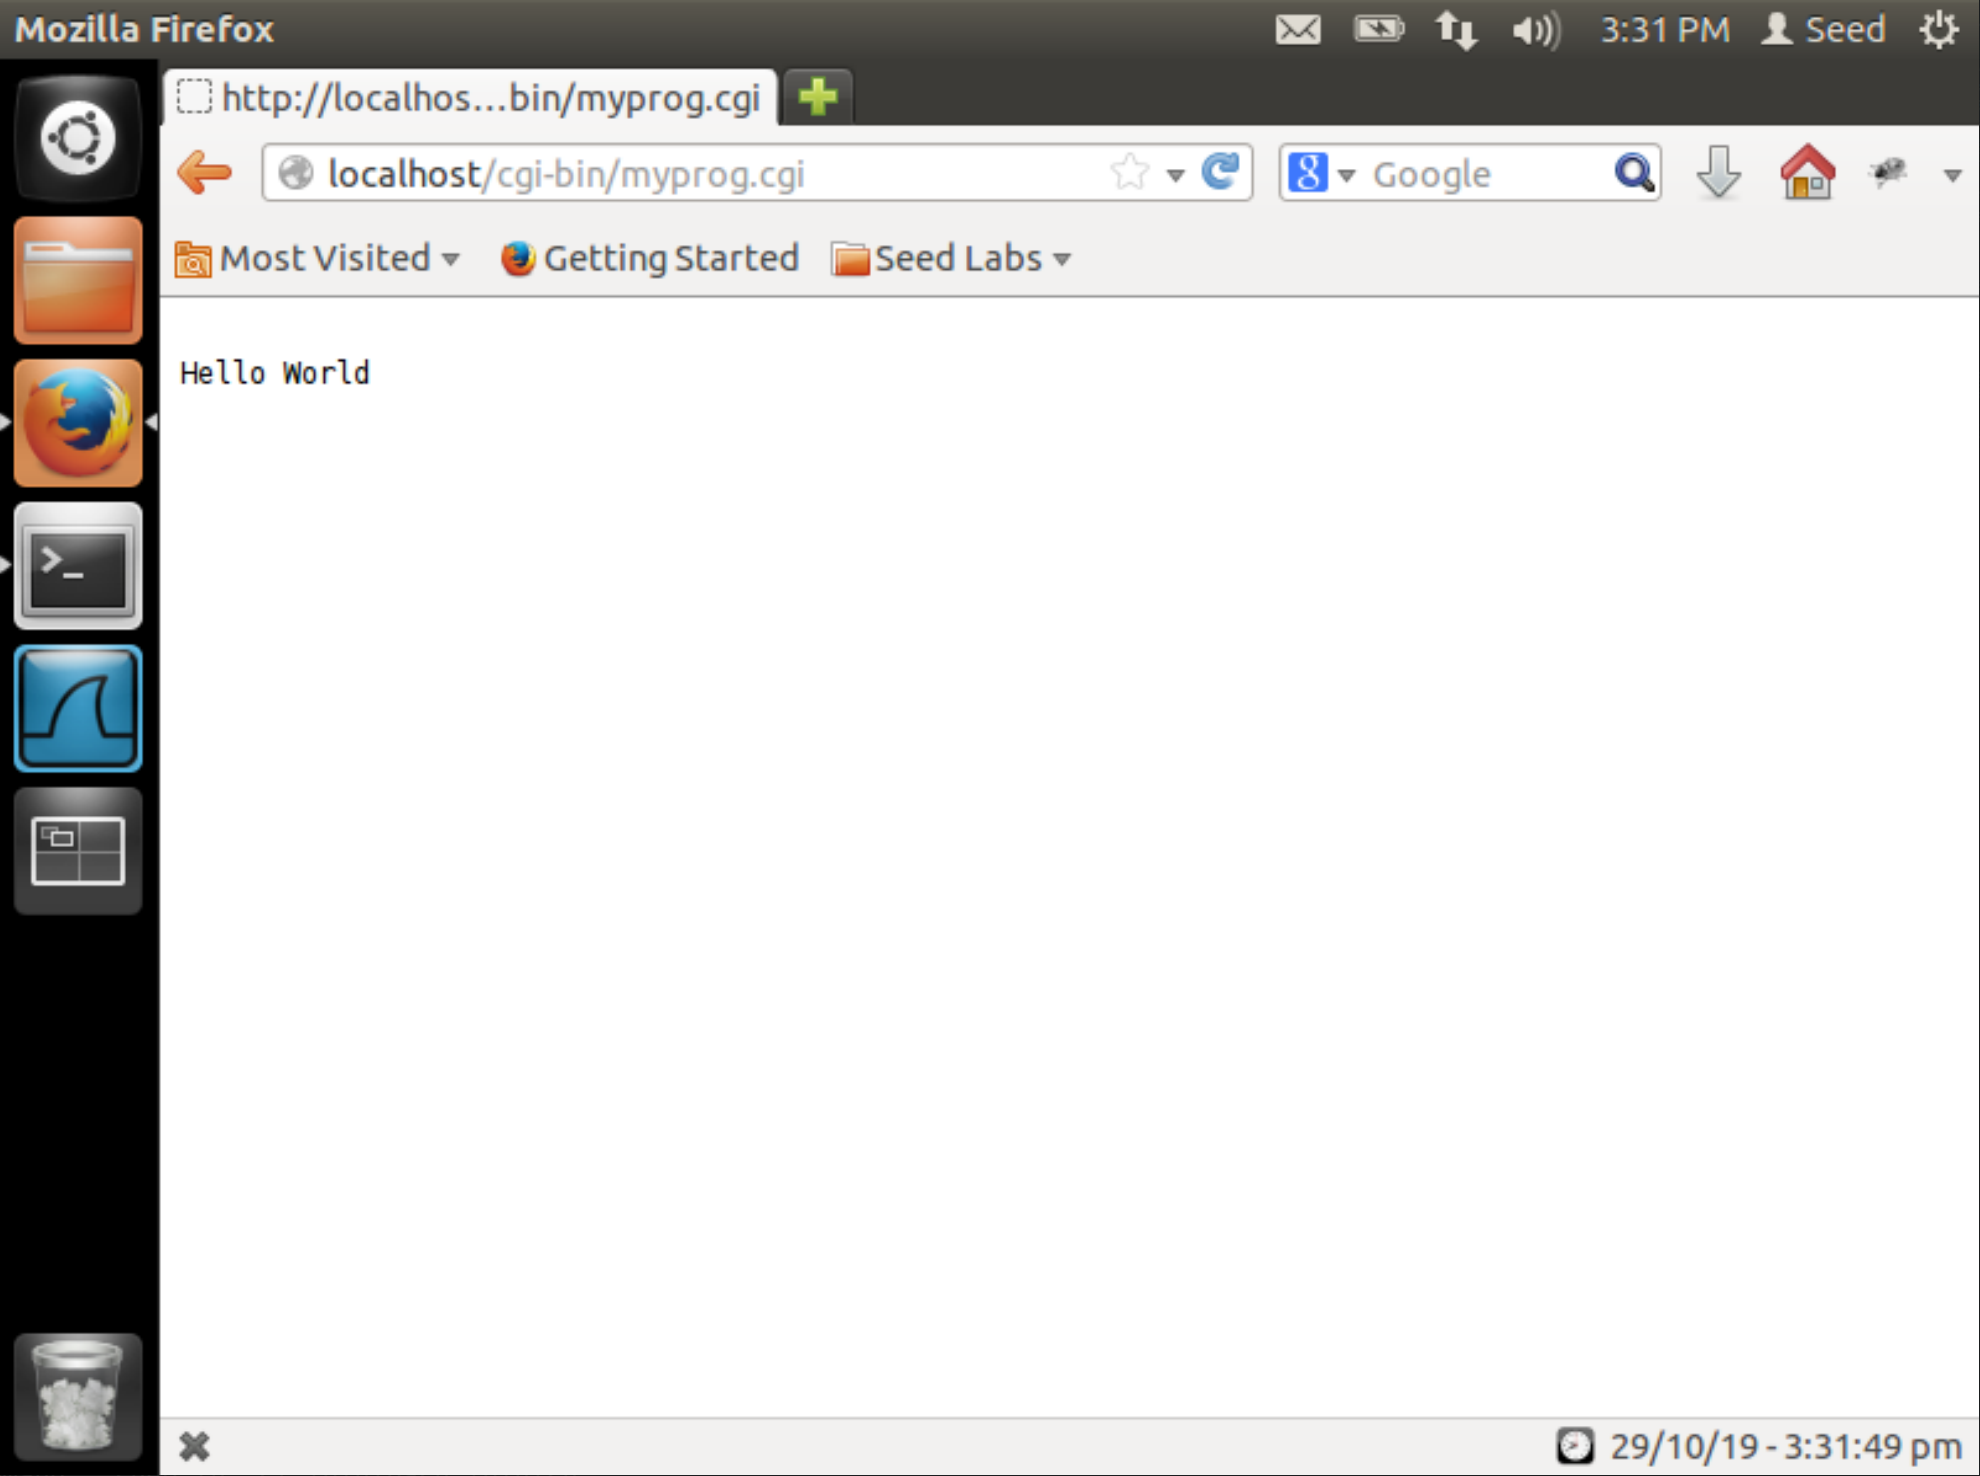 Mozilla Firefox
3:31 PM Seed
http://localhos...bin/myprog.cgi
localhost/cgi-bin/myprog.cgi
g Google
Most Visited Getting Started Seed Labs
Hello World
>_
29/10/19 - 3:31:49 pm